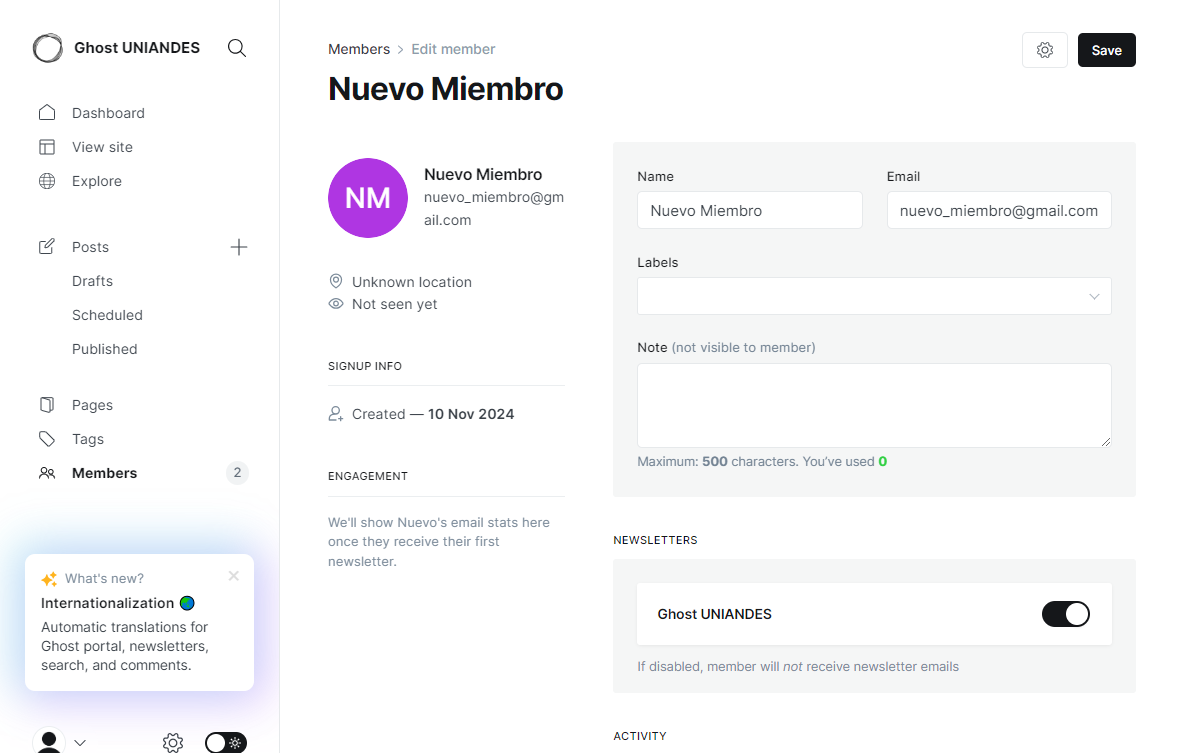 Ghost UNIANDES
Dashboard
View site
Explore
Posts
Drafts
Scheduled
Published
Pages
Tags
Members 2
What's new?
Internationalization
Automatic translations for
Ghost portal, newsletters,
search, and comments.
Members > Edit member
Save
Nuevo Miembro
NM
Nuevo Miembro
nuevo_miembro@gm
ail.com
Unknown location
Not seen yet
SIGNUP INFO
Created — 10 Nov 2024
ENGAGEMENT
We'll show Nuevo's email stats here
once they receive their first
newsletter.
Name
Nuevo Miembro
Email
nuevo_miembro@gmail.com
Labels
Note (not visible to member)
Maximum: 500 characters. You've used 0
NEWSLETTERS
Ghost UNIANDES
If disabled, member will not receive newsletter emails
ACTIVITY